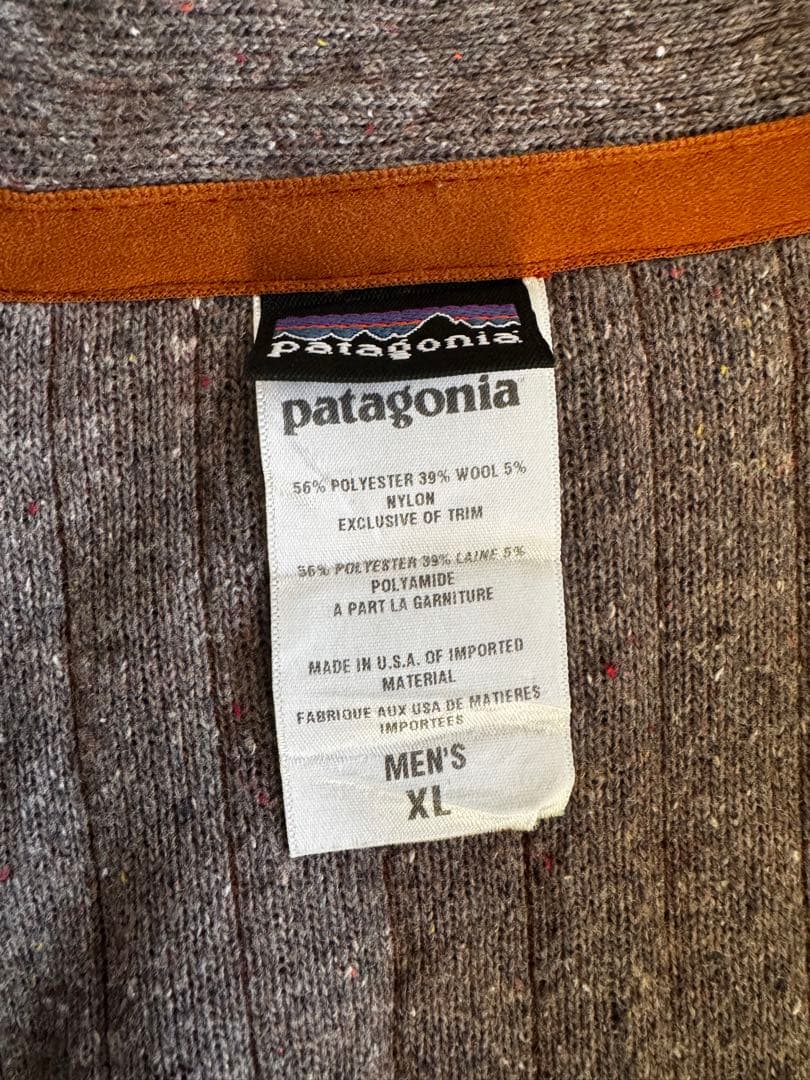 patagonia
patagonia
56% POLYESTER 39% WOOL 5%
NYLON
EXCLUSIVE OF TRIM
56% POLYESTER 39% LAINE 5%
POLYAMIDE
A PART LA GARNITURE
MADE IN U.S.A. OF IMPORTED
MATERIAL
FABRIQUE AUX USA DE MATIERES
IMPORTEES
MEN'S
XL